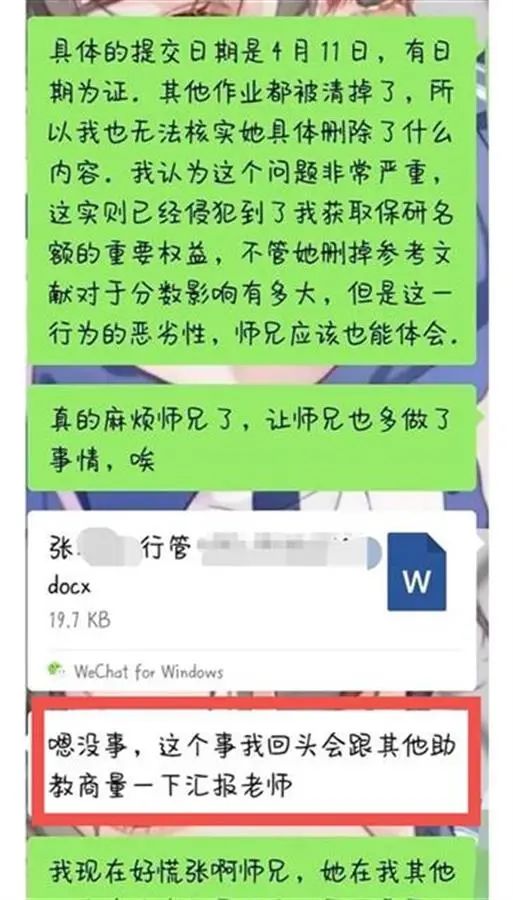 具体的提交日期是4月11日，有日
期为证．其他作业都被清掉了，所
以我也无法核实她具体删除了什么
内容．我认为这个问题非常严重，
这实则已经侵犯到了我获取保研名
额的重要权益，不管她删掉参考文
献对于分数影响有多大，但是这一
行为的恶劣性，师兄应该也能体会．
真的麻烦师兄了，让师兄也多做了
事情，唉
张 行管
docx
W
19.7 KB
WeChat for Windows
嗯没事，这个事我回头会跟其他助
教商量一下汇报老师
我现在好慌张啊师兄，她在我其他